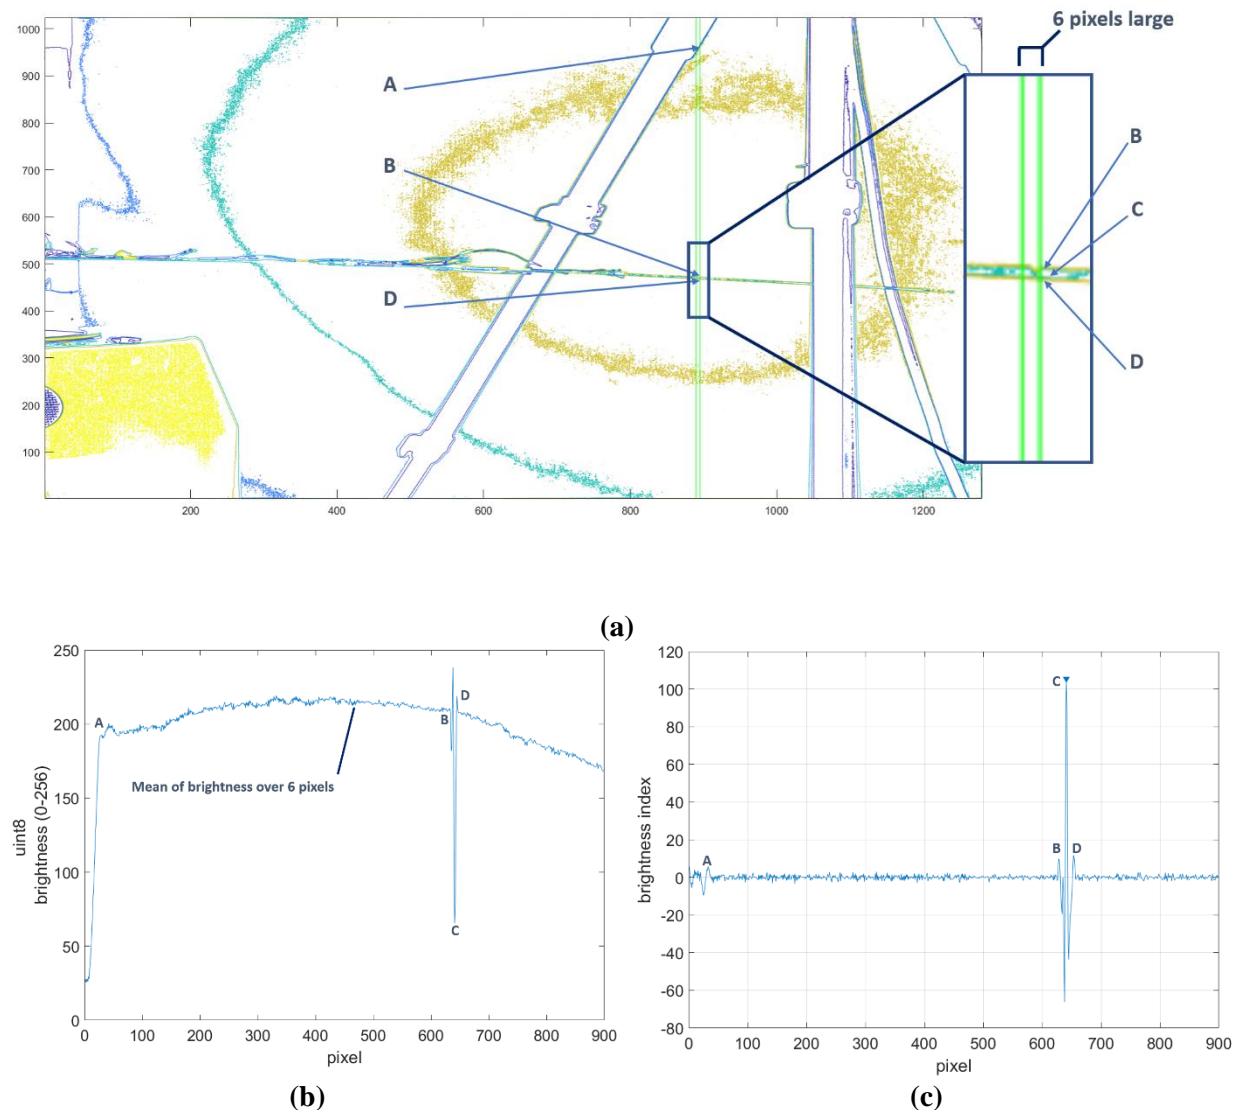 6 pixels large
1000
900
800
700
600
500
400
300
200
100
200
400
600
800
1000
1200
A
B
D
B
C
D
(a)
250
200
150
100
50
0
0
100
200
300
400
500
600
700
800
900
uint8
brightness (0-256)
pixel
A
B
D
C
Mean of brightness over 6 pixels
(b)
120
100
80
60
40
20
0
-20
-40
-60
-80
0
100
200
300
400
500
600
700
800
900
brightness index
pixel
C
A
B
D
(c)